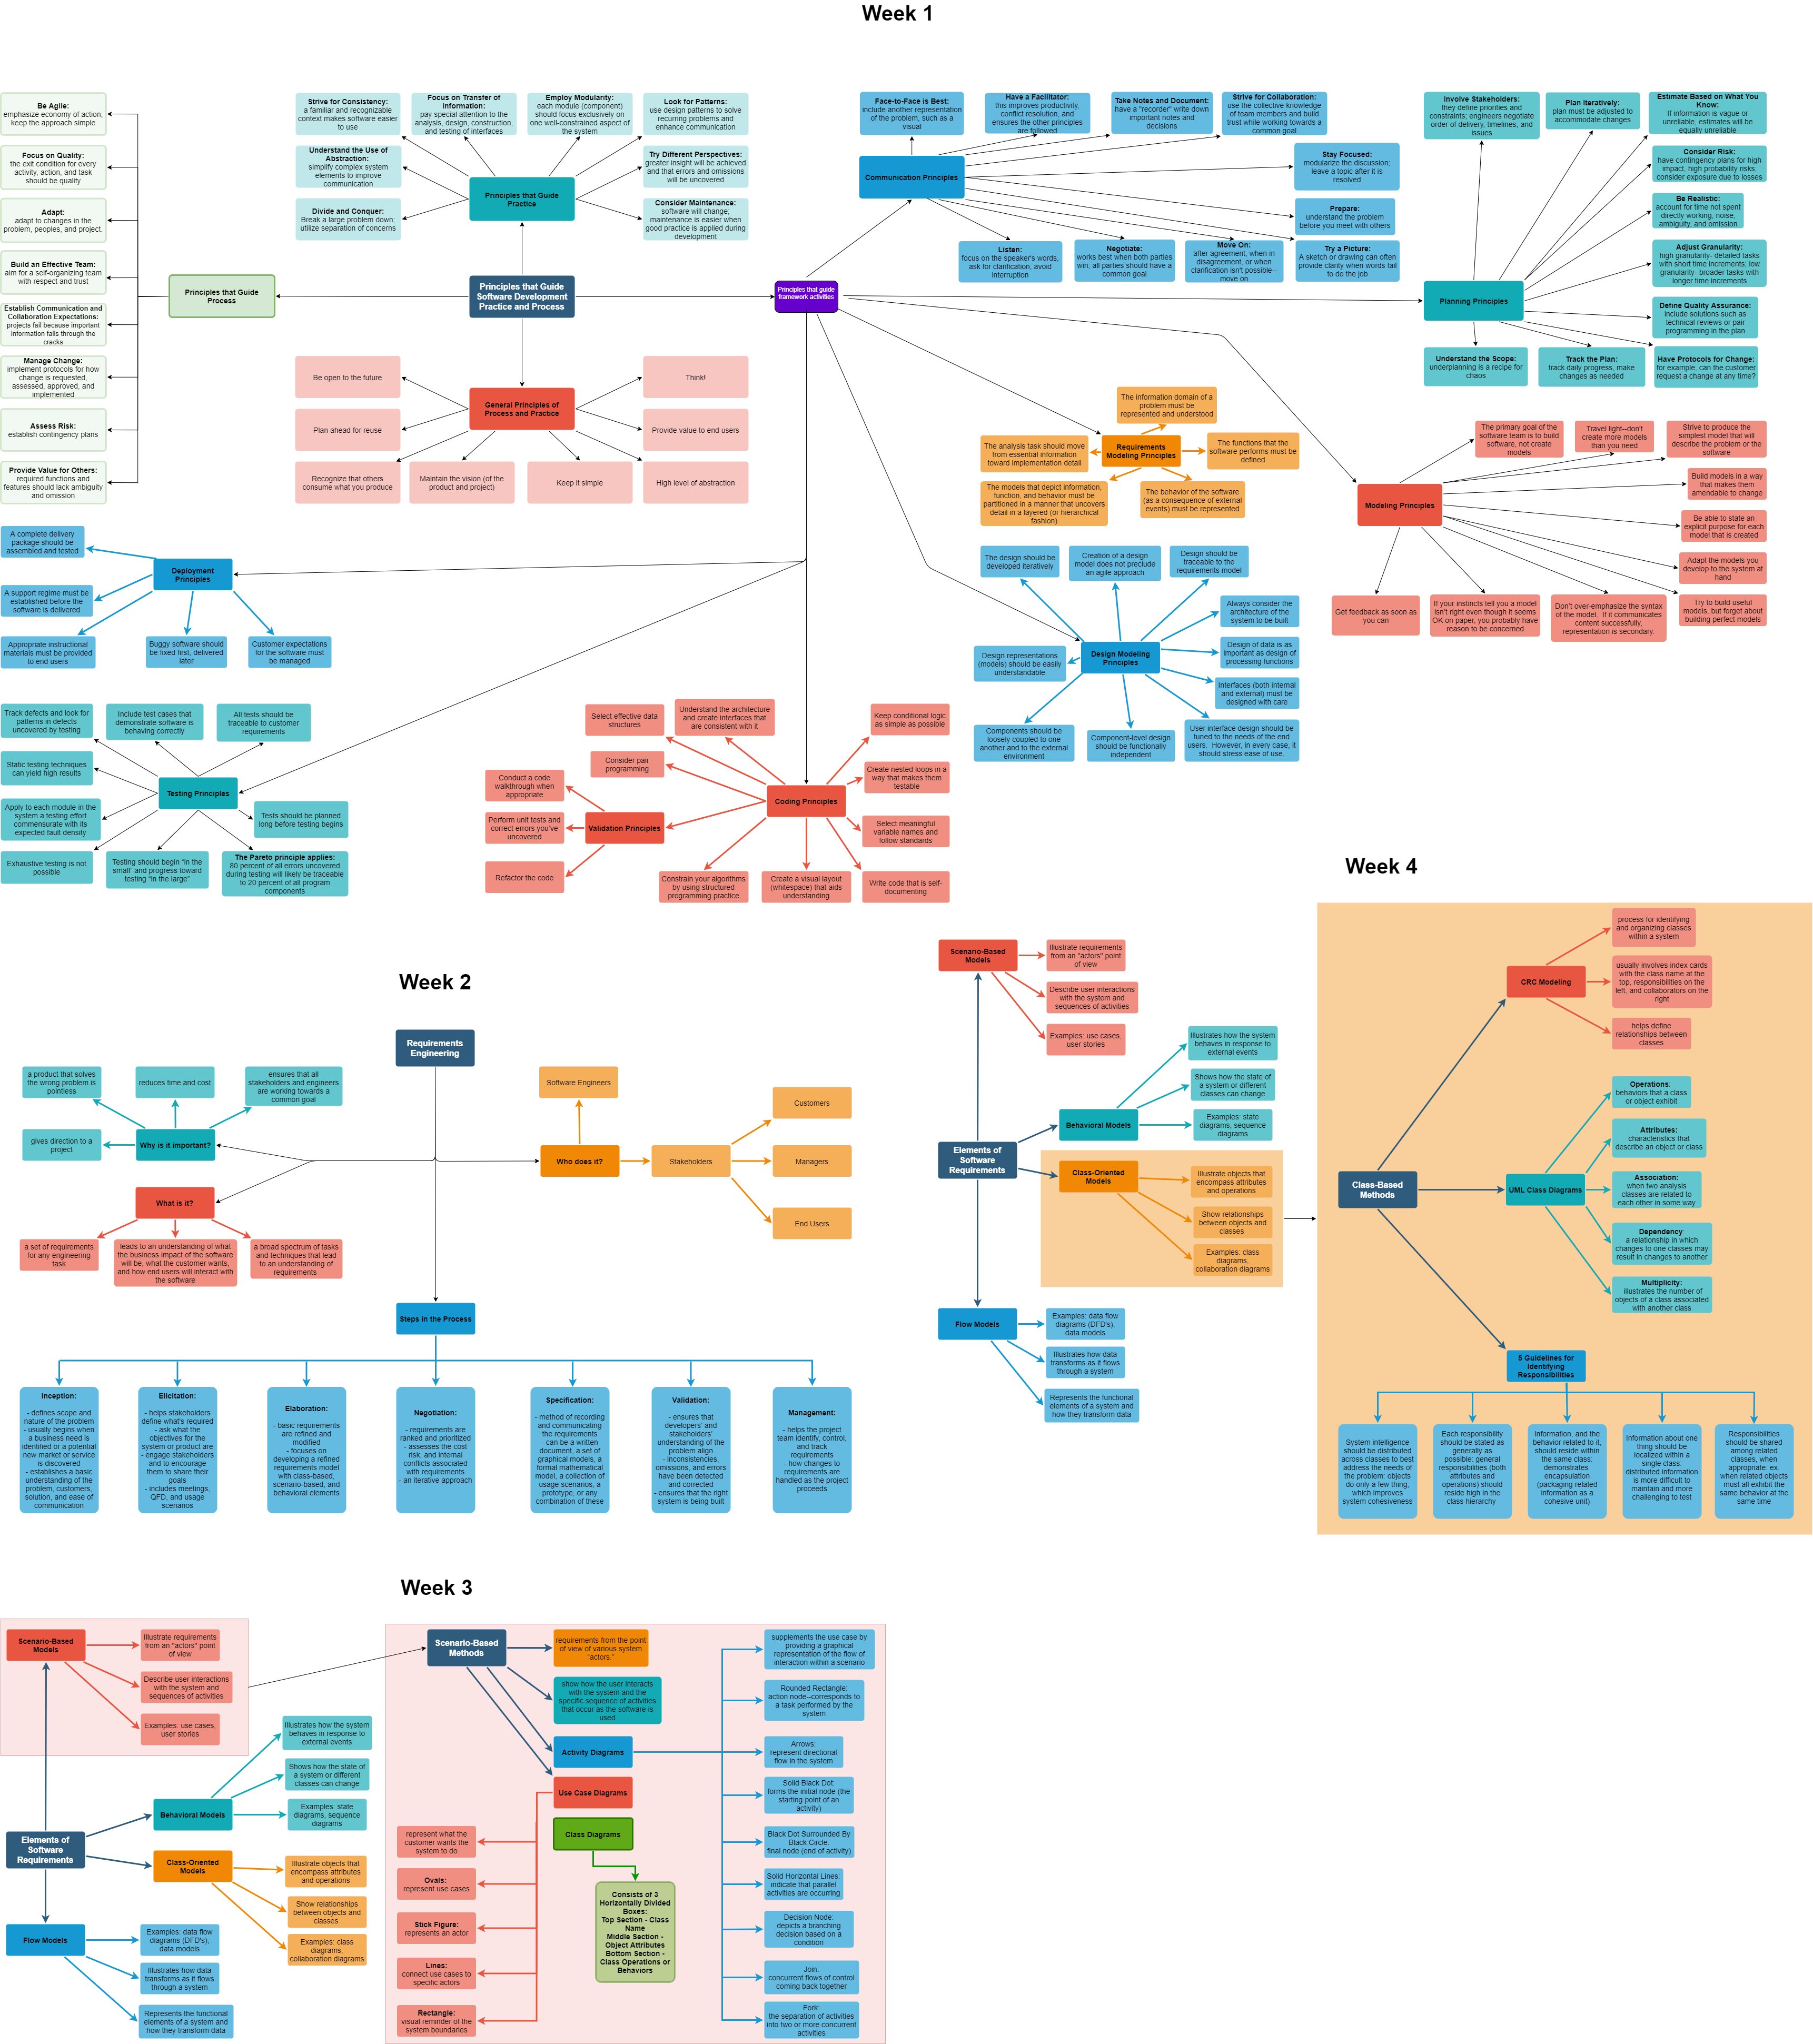 Week 1
Be Agile:
emphasize economy of action;
keep the approach simple
Focus on Quality:
the exit condition for every
activity, action, and task
should be quality
Adapt:
adapt to changes in the
problem, peoples, and project.
Build an Effective Team:
aim for a self-organizing team
with respect and trust
Establish Communication and
Collaboration Expectations:
projects fail because important
information falls through the
cracks
Manage Change:
implement protocols for how
change is requested,
assessed, approved, and
implemented
Assess Risk:
establish contingency plans
Provide Value for Others:
required functions and
features should lack ambiguity
and omission
Principles that Guide
Process
Strive for Consistency:
a familiar and recognizable
context makes software easier
to use
Focus on Transfer of
Information:
pay special attention to the
analysis, design, construction,
and testing of interfaces
Employ Modularity:
each module (component)
should focus exclusively on
one well-constrained aspect of
the system
Look for Patterns:
use design patterns to solve
recurring problems and
enhance communication
Understand the Use of
Abstraction:
simplify complex system
elements to improve
communication
Try Different Perspectives:
greater insight will be achieved
and that errors and omissions
will be uncovered
Divide and Conquer:
Break a large problem down;
utilize separation of concerns
Consider Maintenance:
software will change;
maintenance is easier when
good practice is applied during
development
Principles that Guide
Practice
Principles that Guide
Software Development
Practice and Process
General Principles of
Process and Practice
Be open to the future
Think!
Plan ahead for reuse
Provide value to end users
Recognize that others
consume what you produce
Maintain the vision (of the
product and project)
Keep it simple
High level of abstraction
Principles that guide
framework activities
Face-to-Face is Best:
include another representation
of the problem, such as a
visual
Have a Facilitator:
this improves productivity,
conflict resolution, and
ensures the other principles
are followed
Take Notes and Document:
have a "recorder" write down
important notes and
decisions
Strive for Collaboration:
use the collective knowledge
of team members and build
trust while working towards a
common goal
Communication Principles
Stay Focused:
modularize the discussion;
leave a topic after it is
resolved
Prepare:
understand the problem
before you meet with others
Listen:
focus on the speaker's words,
ask for clarification, avoid
interruption
Negotiate:
works best when both parties
win; all parties should have a
common goal
Move On:
after agreement, when in
disagreement, or when
clarification isn't possible--
move on
Try a Picture:
A sketch or drawing can often
provide clarity when words fail
to do the job
Involve Stakeholders:
they define priorities and
constraints; engineers negotiate
order of delivery, timelines, and
issues
Plan Iteratively:
plan must be adjusted to
accommodate changes
Estimate Based on What You
Know:
If information is vague or
unreliable, estimates will be
equally unreliable
Consider Risk:
have contingency plans for high
impact, high probability risks;
consider exposure due to losses
Be Realistic:
account for time not spent
directly working, noise,
ambiguity, and omission
Adjust Granularity:
high granularity- detailed tasks
with short time increments; low
granularity- broader tasks with
longer time increments
Planning Principles
Define Quality Assurance:
include solutions such as
technical reviews or pair
programming in the plan
Understand the Scope:
underplanning is a recipe for
chaos
Track the Plan:
track daily progress, make
changes as needed
Have Protocols for Change:
for example, can the customer
request a change at any time?
The information domain of a
problem must be
represented and understood
Requirements
Modeling Principles
The analysis task should move
from essential information
toward implementation detail
The functions that the
software performs must be
defined
The models that depict information,
function, and behavior must be
partitioned in a manner that uncovers
detail in a layered (or hierarchical
fashion)
The behavior of the software
(as a consequence of external
events) must be represented
The primary goal of the
software team is to build
software, not create
models
Travel light--don't
create more models
than you need
Strive to produce the
simplest model that will
describe the problem or the
software
Build models in a way
that makes them
amendable to change
Modeling Principles
Be able to state an
explicit purpose for each
model that is created
Adapt the models you
develop to the system at
hand
Get feedback as soon as
you can
If your instincts tell you a model
isn't right even though it seems
OK on paper, you probably have
reason to be concerned
Don't over-emphasize the syntax
of the model. If it communicates
content successfully,
representation is secondary.
Try to build useful
models, but forget about
building perfect models
A complete delivery
package should be
assembled and tested
Deployment
Principles
A support regime must be
established before the
software is delivered
Appropriate instructional
materials must be provided
to end users
Buggy software should
be fixed first, delivered
later
Customer expectations
for the software must
be managed
The design should be
developed iteratively
Creation of a design
model does not preclude
an agile approach
Design should be
traceable to the
requirements model
Always consider the
architecture of the
system to be built
Design Modeling
Principles
Design of data is as
important as design of
processing functions
Design representations
(models) should be easily
understandable
Interfaces (both internal
and external) must be
designed with care
Components should be
loosely coupled to one
another and to the external
environment
Component-level design
should be functionally
independent
User interface design should be
tuned to the needs of the end
users. However, in every case, it
should stress ease of use.
Track defects and look for
patterns in defects
uncovered by testing
Include test cases that
demonstrate software is
behaving correctly
All tests should be
traceable to customer
requirements
Static testing techniques
can yield high results
Testing Principles
Apply to each module in the
system a testing effort
commensurate with its
expected fault density
Tests should be planned
long before testing begins
Exhaustive testing is not
possible
Testing should begin "in the
small" and progress toward
testing "in the large"
The Pareto principle applies:
80 percent of all errors uncovered
during testing will likely be traceable
to 20 percent of all program
components
Select effective data
structures
Understand the architecture
and create interfaces that
are consistent with it
Keep conditional logic
as simple as possible
Consider pair
programming
Create nested loops in a
way that makes them
testable
Conduct a code
walkthrough when
appropriate
Coding Principles
Perform unit tests and
correct errors you've
uncovered
Validation Principles
Select meaningful
variable names and
follow standards
Refactor the code
Constrain your algorithms
by using structured
programming practice
Create a visual layout
(whitespace) that aids
understanding
Write code that is self-
documenting
Week 2
Requirements
Engineering
a product that solves
the wrong problem is
pointless
reduces time and cost
ensures that all
stakeholders and engineers
are working towards a
common goal
gives direction to a
project
Why is it important?
What is it?
a set of requirements
for any engineering
task
leads to an understanding of what
the business impact of the software
will be, what the customer wants,
and how end users will interact with
the software
a broad spectrum of tasks
and techniques that lead
to an understanding of
requirements
Software Engineers
Who does it?
Stakeholders
Customers
Managers
End Users
Steps in the Process
Inception:
- defines scope and
nature of the problem
- usually begins when
a business need is
identified or a potential
new market or service
is discovered
- establishes a basic
understanding of the
problem, customers,
solution, and ease of
communication
Elicitation:
- helps stakeholders
define what's required
- ask what the
objectives for the
system or product are
- engage stakeholders
and to encourage
them to share their
goals
- includes meetings,
QFD, and usage
scenarios
Elaboration:
- basic requirements
are refined and
modified
- focuses on
developing a refined
requirements model
with class-based,
scenario-based, and
behavioral elements
Negotiation:
- requirements are
ranked and prioritized
- assesses the cost
risk, and internal
conflicts associated
with requirements
- an iterative approach
Specification:
- method of recording
and communicating
the requirements
- can be a written
document, a set of
graphical models, a
formal mathematical
model, a collection of
usage scenarios, a
prototype, or any
combination of these
Validation:
- ensures that
developers' and
stakeholders'
understanding of the
problem align
- inconsistencies,
omissions, and errors
have been detected
and corrected
- ensures that the right
system is being built
Management:
- helps the project
team identify, control,
and track
requirements
- how changes to
requirements are
handled as the project
proceeds
Week 4
Scenario-Based
Models
Illustrate requirements
from an "actors" point
of view
Describe user interactions
with the system and
sequences of activities
Examples: use cases,
user stories
Illustrates how the system
behaves in response to
external events
Shows how the state of
a system or different
classes can change
Behavioral Models
Examples: state
diagrams, sequence
diagrams
Elements of
Software
Requirements
Class-Oriented
Models
Illustrate objects that
encompass attributes
and operations
Show relationships
between objects and
classes
Examples: class
diagrams,
collaboration diagrams
Flow Models
Examples: data flow
diagrams (DFD's),
data models
Illustrates how data
transforms as it flows
through a system
Represents the functional
elements of a system and
how they transform data
process for identifying
and organizing classes
within a system
CRC Modeling
usually involves index cards
with the class name at the
top, responsibilities on the
left, and collaborators on the
right
helps define
relationships between
classes
Class-Based
Methods
UML Class Diagrams
Operations:
behaviors that a class
or object exhibit
Attributes:
characteristics that
describe an object or class
Association:
when two analysis
classes are related to
each other in some way
Dependency:
a relationship in which
changes to one classes may
result in changes to another
Multiplicity:
illustrates the number of
objects of a class associated
with another class
5 Guidelines for
Identifying
Responsibilities
System intelligence
should be distributed
across classes to best
address the needs of
the problem: objects
do only a few thing,
which improves
system cohesiveness
Each responsibility
should be stated as
generally as
possible: general
responsibilities (both
attributes and
operations) should
reside high in the
class hierarchy
Information, and the
behavior related to it,
should reside within
the same class:
demonstrates
encapsulation
(packaging related
information as a
cohesive unit)
Information about one
thing should be
localized within a
single class:
distributed information
is more difficult to
maintain and more
challenging to test
Responsibilities
should be shared
among related
classes, when
appropriate: ex.
when related objects
must all exhibit the
same behavior at the
same time
Week 3
Scenario-Based
Models
Illustrate requirements
from an "actors" point
of view
Describe user interactions
with the system and
sequences of activities
Examples: use cases,
user stories
Illustrates how the system
behaves in response to
external events
Shows how the state of
a system or different
classes can change
Behavioral Models
Examples: state
diagrams, sequence
diagrams
Elements of
Software
Requirements
Class-Oriented
Models
Illustrate objects that
encompass attributes
and operations
Show relationships
between objects and
classes
Examples: class
diagrams,
collaboration diagrams
Flow Models
Examples: data flow
diagrams (DFD's),
data models
Illustrates how data
transforms as it flows
through a system
Represents the functional
elements of a system and
how they transform data
Scenario-Based
Methods
requirements from the point
of view of various system
"actors."
show how the user interacts
with the system and the
specific sequence of activities
that occur as the software is
used
Activity Diagrams
Use Case Diagrams
Class Diagrams
represent what the
customer wants the
system to do
Ovals:
represent use cases
Stick Figure:
represents an actor
Lines:
connect use cases to
specific actors
Rectangle:
visual reminder of the
system boundaries
Consists of 3
Horizontally Divided
Boxes:
Top Section - Class
Name
Middle Section -
Object Attributes
Bottom Section -
Class Operations or
Behaviors
supplements the use case by
providing a graphical
representation of the flow of
interaction within a scenario
Rounded Rectangle:
action node--corresponds to
a task performed by the
system
Arrows:
represent directional
flow in the system
Solid Black Dot:
forms the initial node (the
starting point of an
activity)
Black Dot Surrounded By
Black Circle:
final node (end of activity)
Solid Horizontal Lines:
indicate that parallel
activities are occurring
Decision Node:
depicts a branching
decision based on a
condition
Join:
concurrent flows of control
coming back together
Fork:
the separation of activities
into two or more concurrent
activities